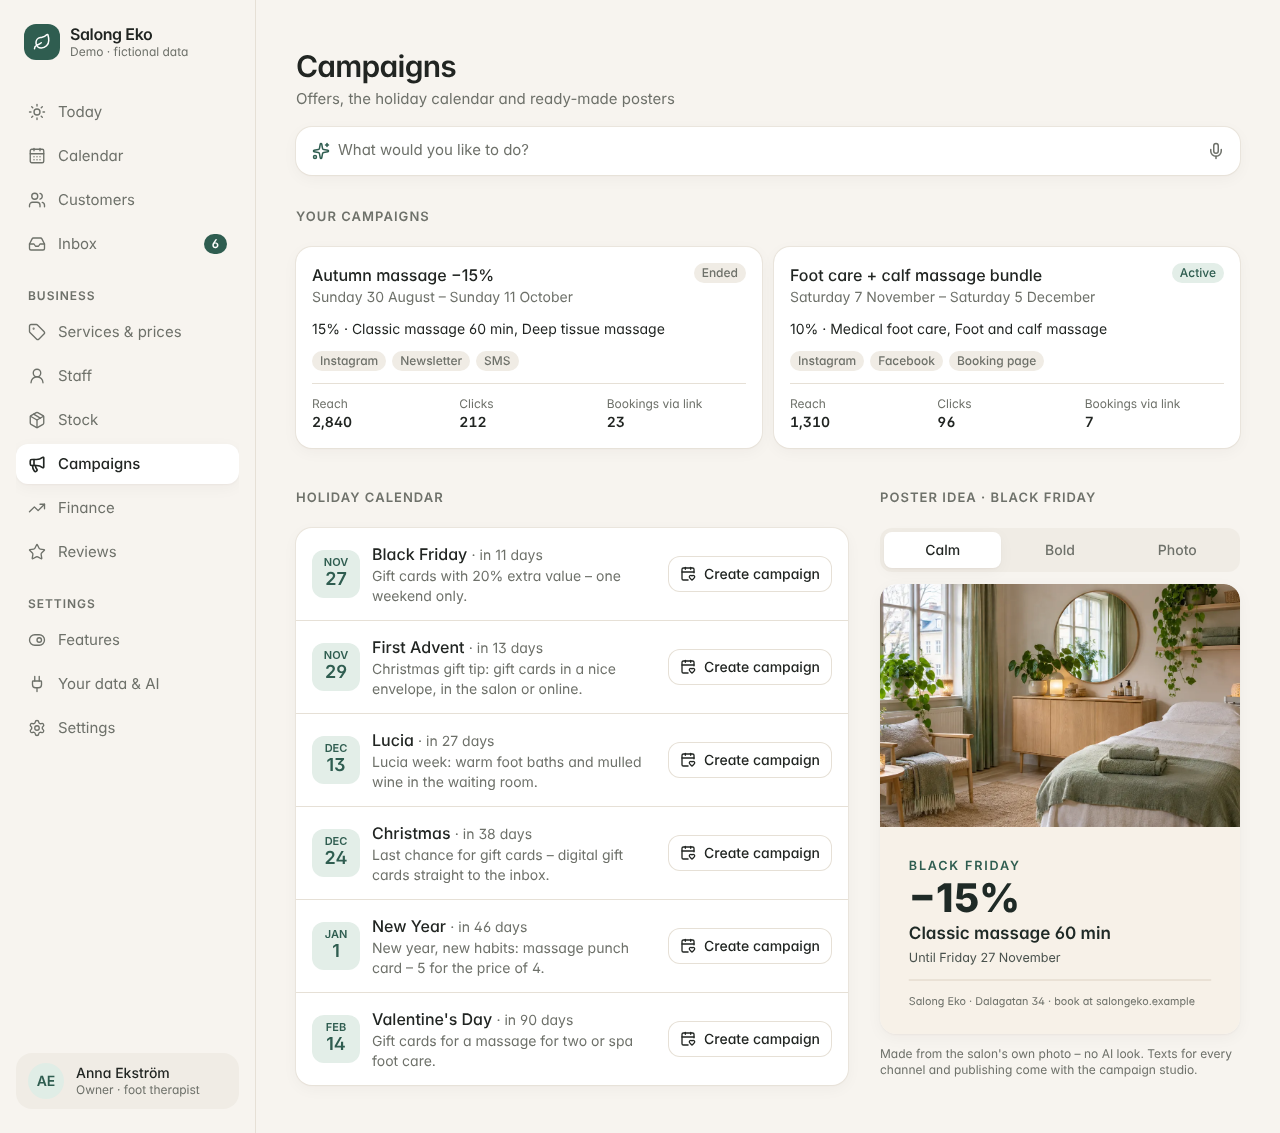 Salong Eko
Demo · fictional data
Today
Calendar
Customers
Inbox
6
BUSINESS
Services & prices
Staff
Stock
Campaigns
Finance
Reviews
SETTINGS
Features
Your data & AI
Settings
AE
Anna Ekström
Owner · foot therapist
Campaigns
Offers, the holiday calendar and ready-made posters
What would you like to do?
YOUR CAMPAIGNS
Autumn massage −15%
Ended
Sunday 30 August – Sunday 11 October
15% · Classic massage 60 min, Deep tissue massage
Instagram Newsletter SMS
Reach Clicks Bookings via link
2,840 212 23
Foot care + calf massage bundle
Active
Saturday 7 November – Saturday 5 December
10% · Medical foot care, Foot and calf massage
Instagram Facebook Booking page
Reach Clicks Bookings via link
1,310 96 7
HOLIDAY CALENDAR
NOV
27
Black Friday · in 11 days
Gift cards with 20% extra value – one
weekend only.
Create campaign
NOV
29
First Advent · in 13 days
Christmas gift tip: gift cards in a nice
envelope, in the salon or online.
Create campaign
DEC
13
Lucia · in 27 days
Lucia week: warm foot baths and mulled
wine in the waiting room.
Create campaign
DEC
24
Christmas · in 38 days
Last chance for gift cards – digital gift
cards straight to the inbox.
Create campaign
JAN
1
New Year · in 46 days
New year, new habits: massage punch
card – 5 for the price of 4.
Create campaign
FEB
14
Valentine's Day · in 90 days
Gift cards for a massage for two or spa
foot care.
Create campaign
POSTER IDEA · BLACK FRIDAY
Calm Bold Photo
BLACK FRIDAY
−15%
Classic massage 60 min
Until Friday 27 November
Salong Eko · Dalagatan 34 · book at salongeko.example
Made from the salon's own photo – no AI look. Texts for every
channel and publishing come with the campaign studio.